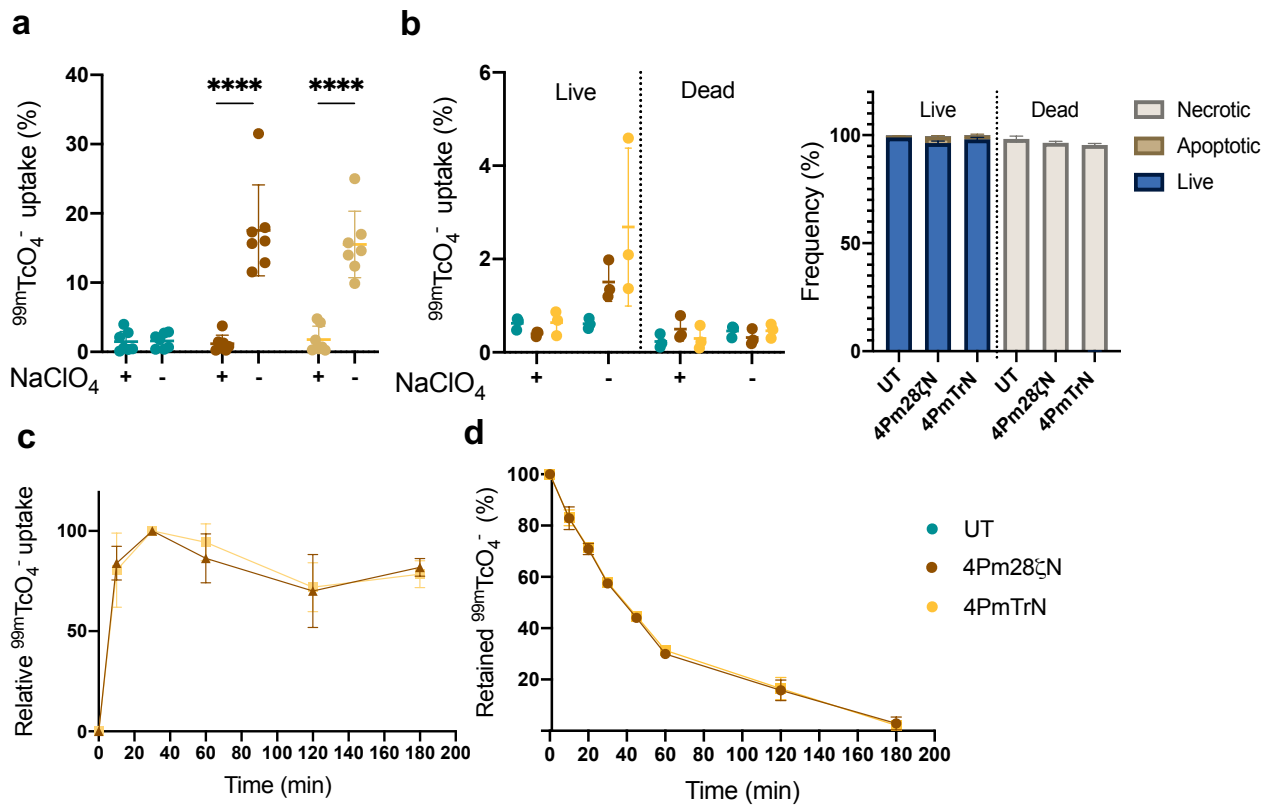 a
⁹⁹ᵐTcO₄⁻ uptake (%)
40
30
20
10
0
**** ****
NaClO₄ + - + - + -
b
⁹⁹ᵐTcO₄⁻ uptake (%)
6
4
2
0
Live Dead
NaClO₄ + - + -
Frequency (%)
100
50
0
Live Dead
UT 4Pm28ζN 4PmTrN UT 4Pm28ζN 4PmTrN
Necrotic
Apoptotic
Live
c
Relative ⁹⁹ᵐTcO₄⁻ uptake
100
50
0
0 20 40 60 80 100 120 140 160 180 200
Time (min)
d
Retained ⁹⁹ᵐTcO₄⁻ (%)
100
80
60
40
20
0 20 40 60 80 100 120 140 160 180 200
Time (min)
UT
4Pm28ζN
4PmTrN